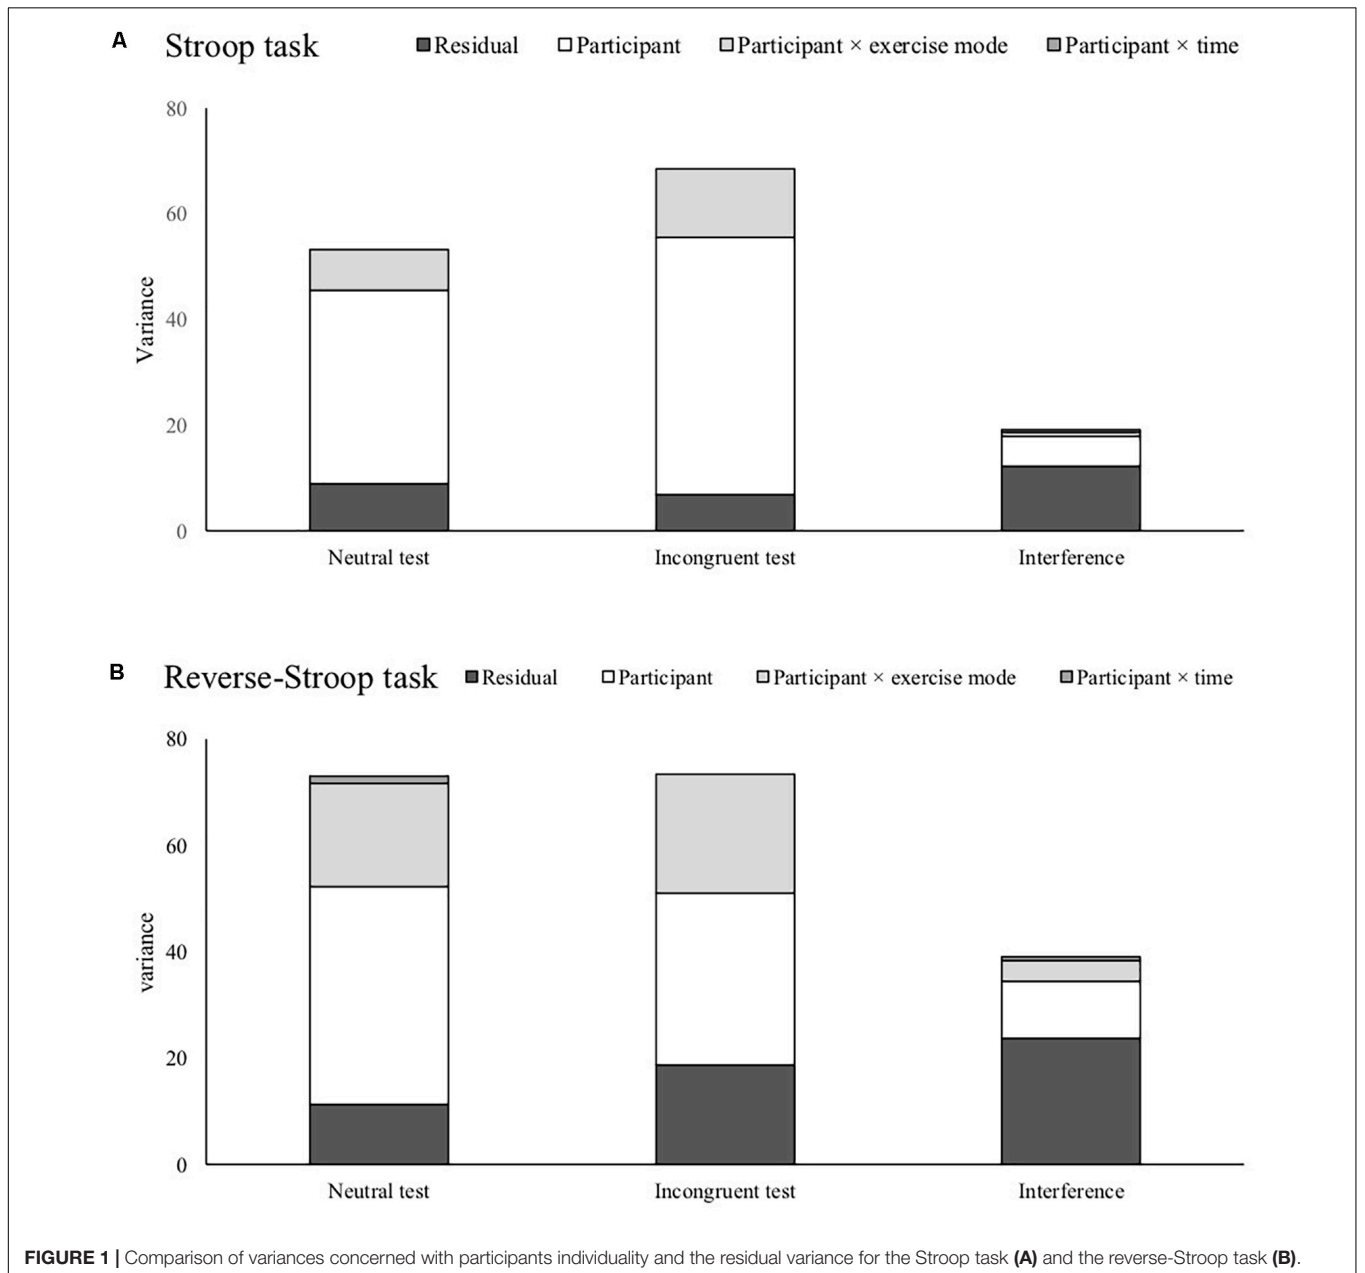 A Stroop task Residual Participant Participant × exercise mode Participant × time
80
60
40
20
0
Variance
Neutral test Incongruent test Interference
B Reverse-Stroop task Residual Participant Participant × exercise mode Participant × time
80
60
40
20
0
variance
Neutral test Incongruent test Interference
FIGURE 1 | Comparison of variances concerned with participants individuality and the residual variance for the Stroop task (A) and the reverse-Stroop task (B).